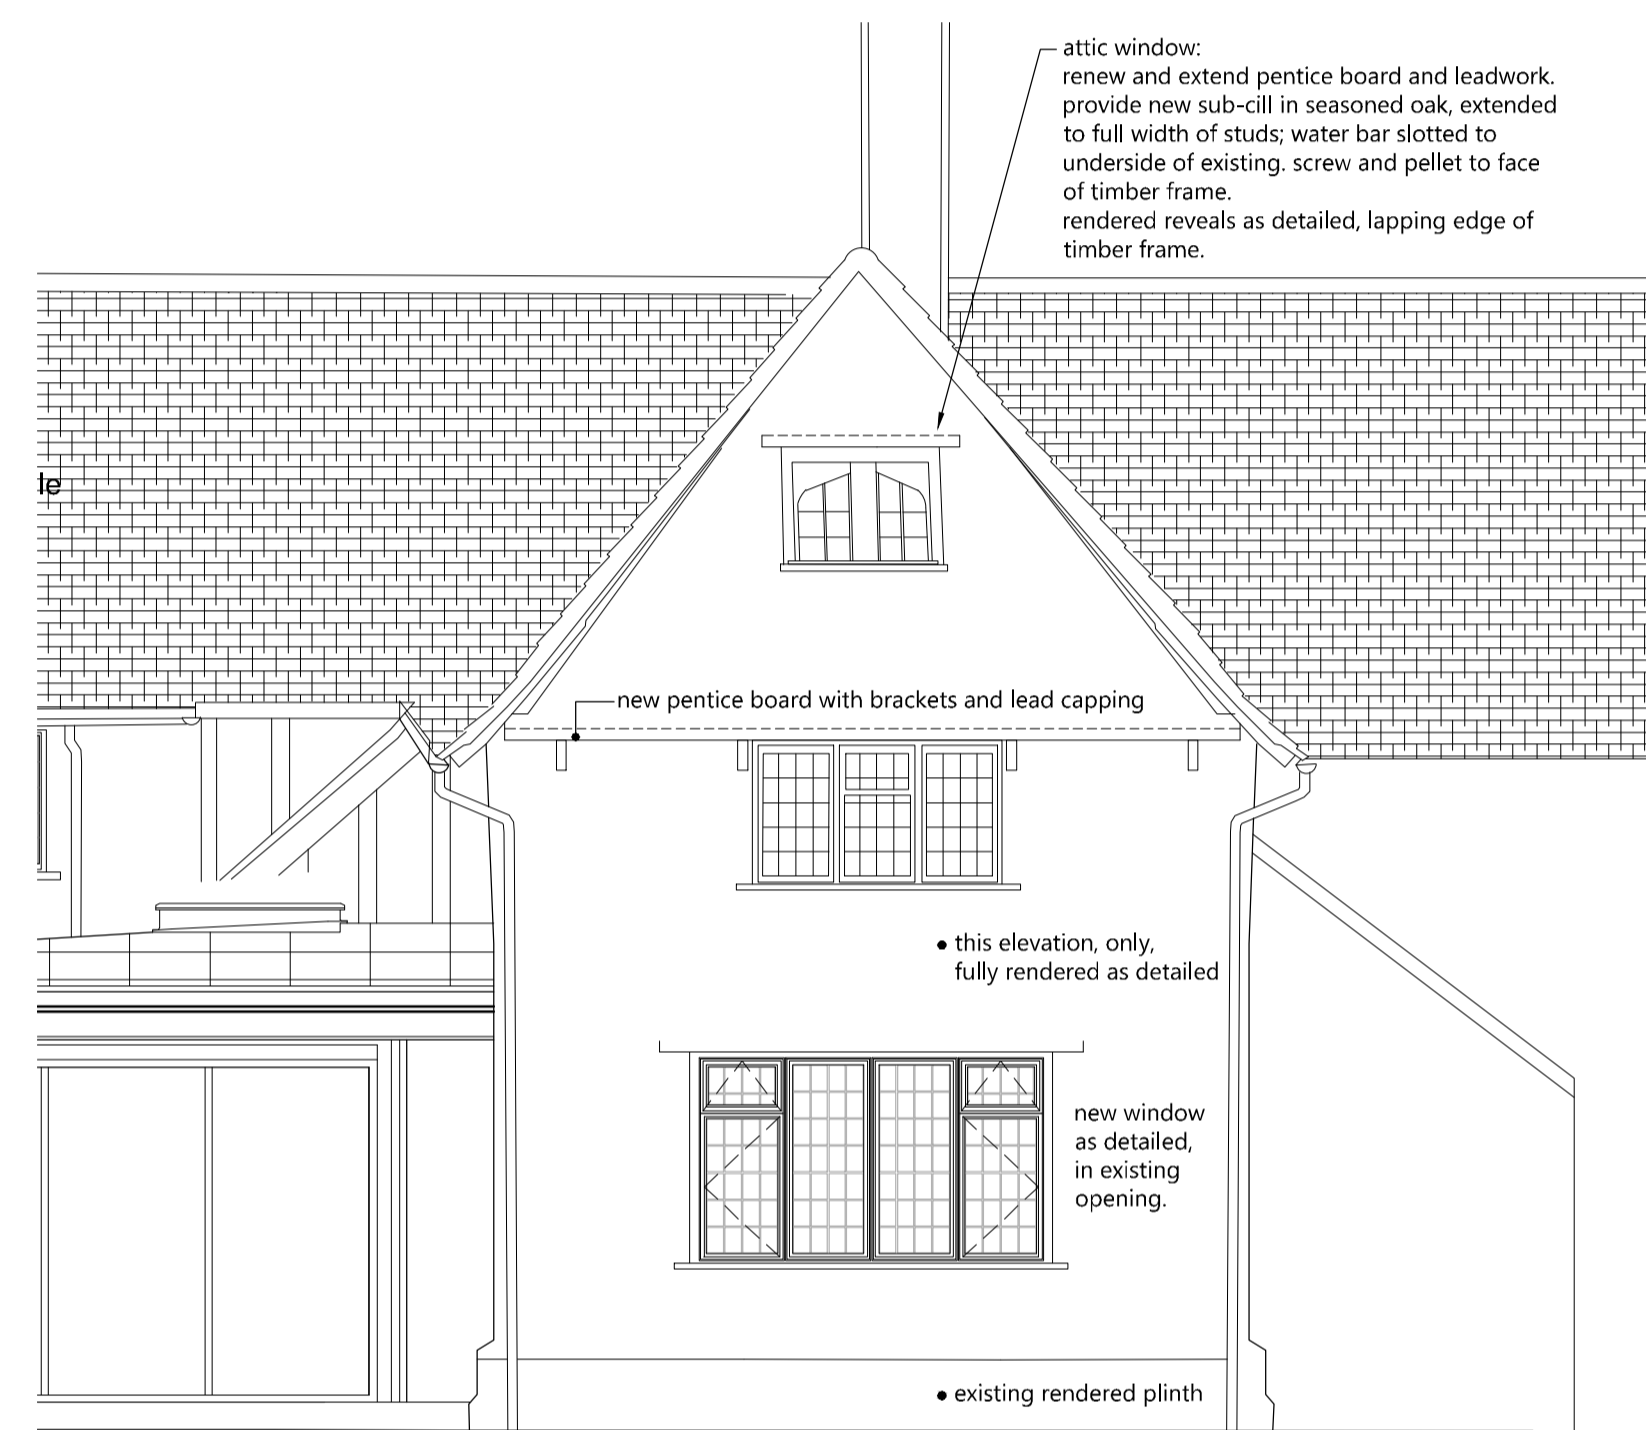 attic window:
renew and extend pentice board and leadwork.
provide new sub-cill in seasoned oak, extended
to full width of studs; water bar slotted to
underside of existing. screw and pellet to face
of timber frame.
rendered reveals as detailed, lapping edge of
timber frame.
le
new pentice board with brackets and lead capping
this elevation, only,
fully rendered as detailed
new window
as detailed,
in existing
opening.
existing rendered plinth